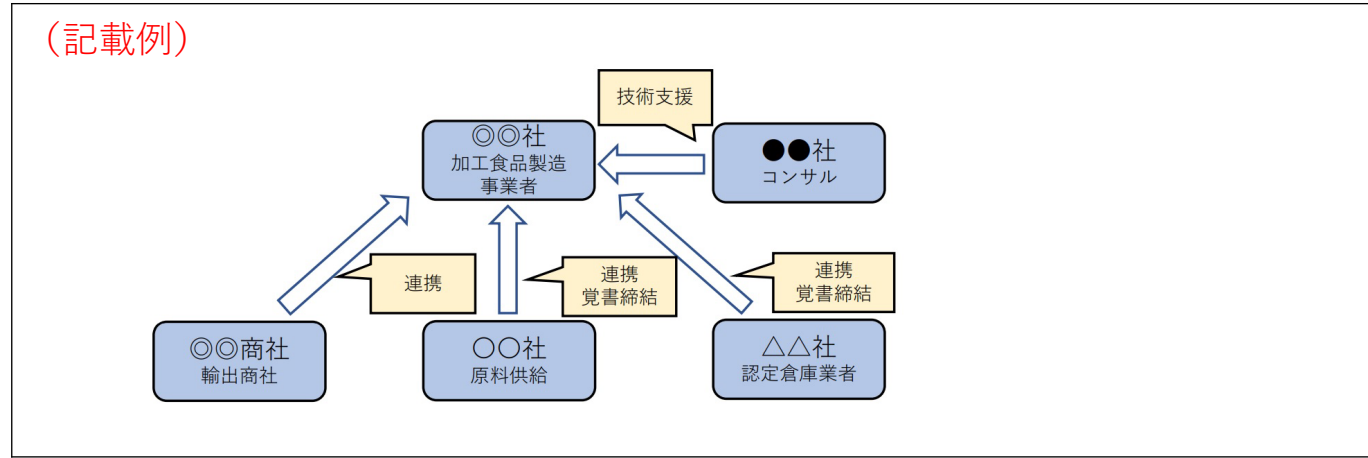 （記載例）
技術支援
◎◎社
加工食品製造
事業者
●●社
コンサル
連携
連携
覚書締結
連携
覚書締結
◎◎商社
輸出商社
〇〇社
原料供給
△△社
認定倉庫業者